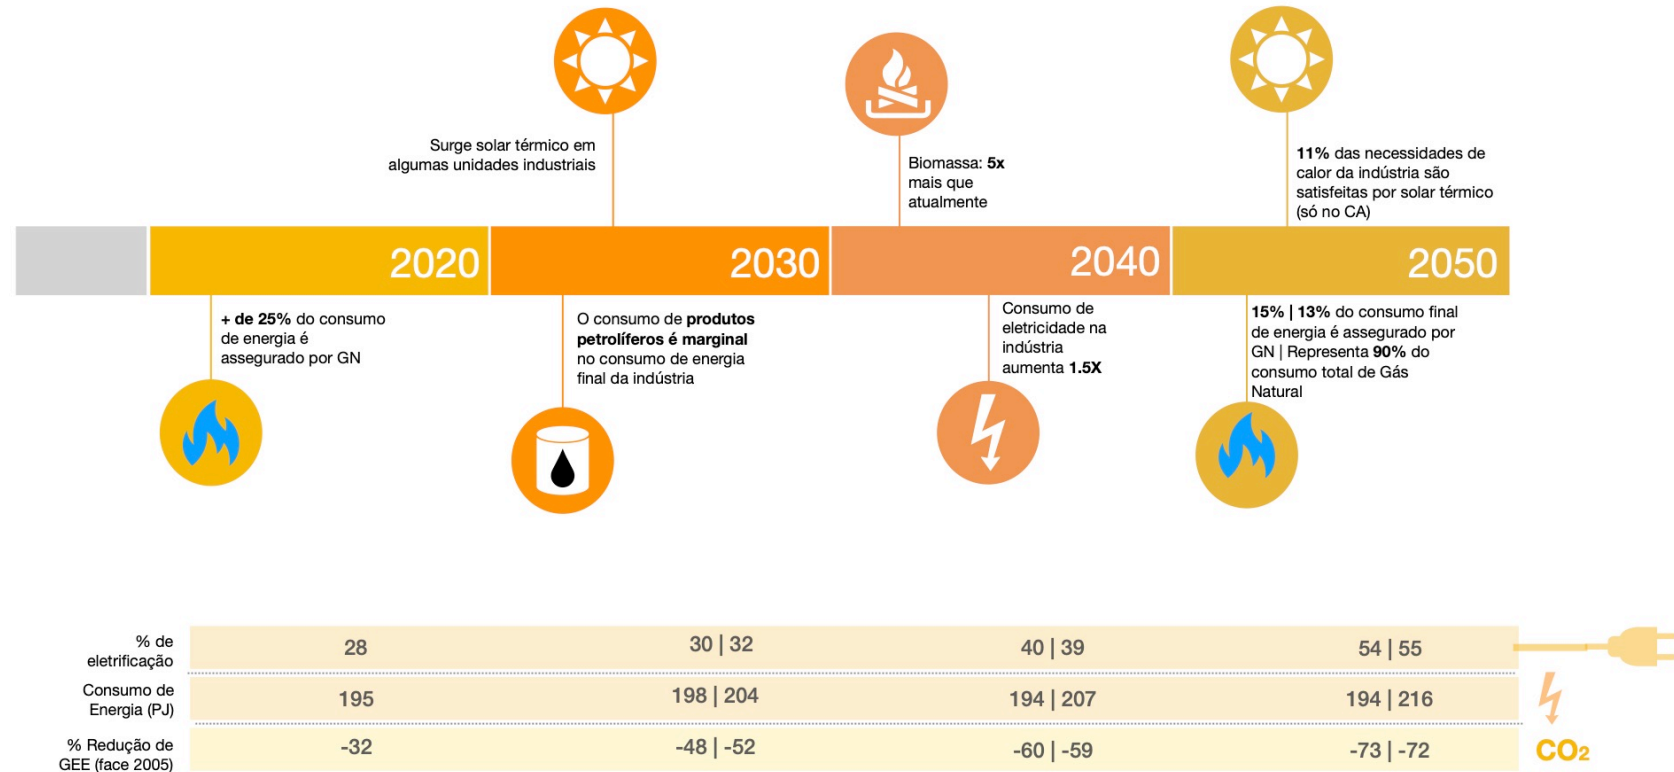 Surge solar térmico em
algumas unidades industriais
Biomassa: 5x
mais que
atualmente
11% das necessidades de
calor da indústria são
satisfeitas por solar térmico
(só no CA)
2020
2030
2040
2050
+ de 25% do consumo
de energia é
assegurado por GN
O consumo de produtos
petrolíferos é marginal
no consumo de energia
final da indústria
Consumo de
eletricidade na
indústria
aumenta 1.5X
15% | 13% do consumo final
de energia é assegurado por
GN | Representa 90% do
consumo total de Gás
Natural
% de
eletrificação
28
30 | 32
40 | 39
54 | 55
Consumo de
Energia (PJ)
195
198 | 204
194 | 207
194 | 216
% Redução de
GEE (face 2005)
-32
-48 | -52
-60 | -59
-73 | -72
CO2